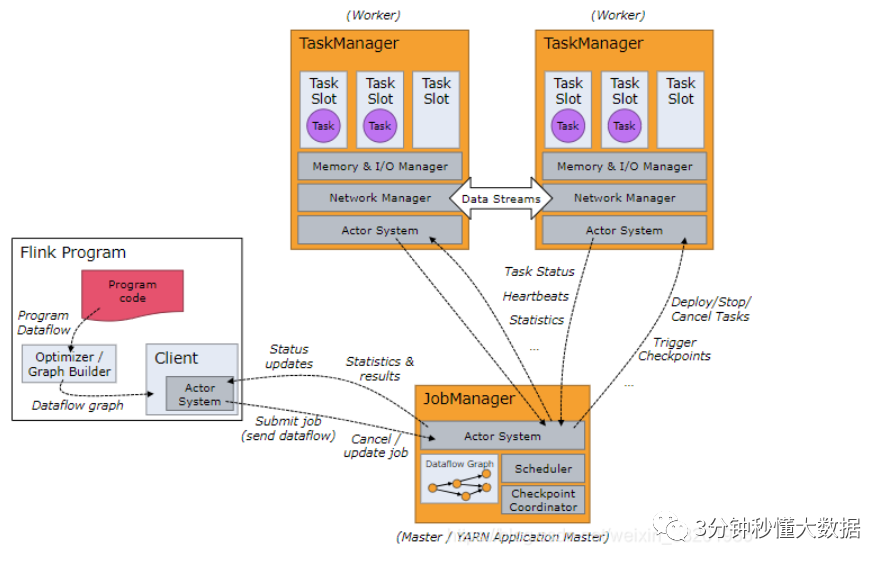 (Worker)
(Worker)
TaskManager
Task
Slot
Task
Slot
Task
Slot
Task
Task
Memory & I/O Manager
Network Manager
Actor System
TaskManager
Task
Slot
Task
Slot
Task
Slot
Task
Task
Memory & I/O Manager
Network Manager
Actor System
Data Streams
Flink Program
Program
code
Program
Dataflow
Optimizer /
Graph Builder
Dataflow graph
Client
Actor
System
Status
updates
Statistics &
results
Submit job
(send dataflow)
Cancel /
update job
Task Status
Heartbeats
Statistics
...
Deploy/Stop/
Cancel Tasks
Trigger
Checkpoints
...
JobManager
Actor System
Dataflow Graph
Scheduler
Checkpoint
Coordinator
(Master / YARN Application Master)
3分钟秒懂大数据